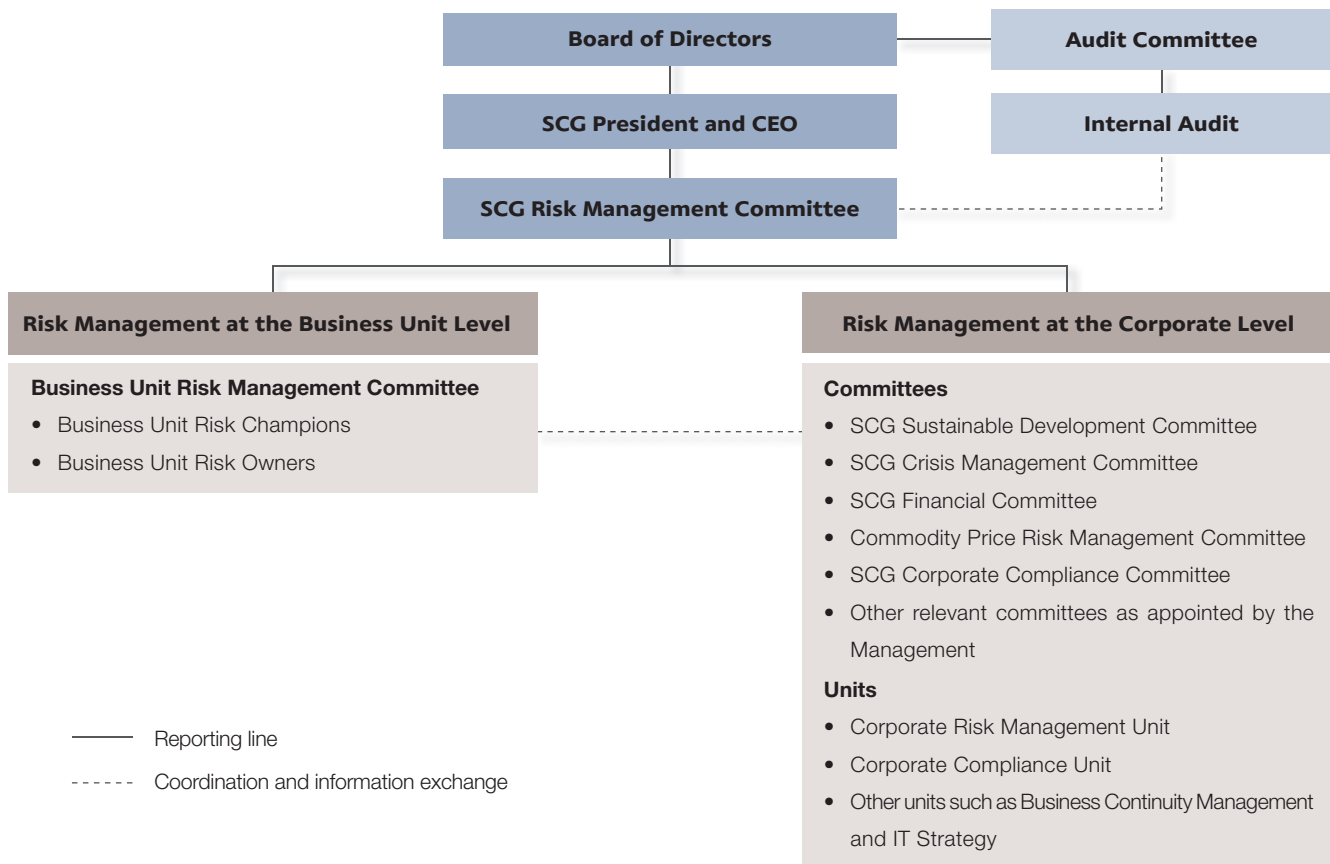 Board of Directors
Audit Committee
SCG President and CEO
Internal Audit
SCG Risk Management Committee
Risk Management at the Business Unit Level
Business Unit Risk Management Committee
• Business Unit Risk Champions
• Business Unit Risk Owners
Risk Management at the Corporate Level
Committees
• SCG Sustainable Development Committee
• SCG Crisis Management Committee
• SCG Financial Committee
• Commodity Price Risk Management Committee
• SCG Corporate Compliance Committee
• Other relevant committees as appointed by the
Management
Units
• Corporate Risk Management Unit
• Corporate Compliance Unit
• Other units such as Business Continuity Management
and IT Strategy
Reporting line
Coordination and information exchange